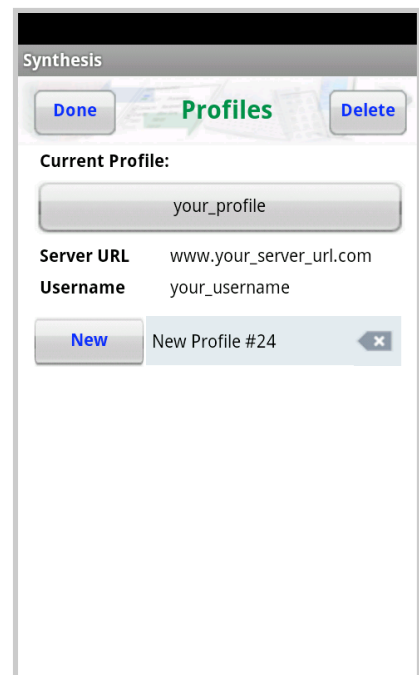 Synthesis
Done Profiles Delete
Current Profile:
your_profile
Server URL www.your_server_url.com
Username your_username
New New Profile #24